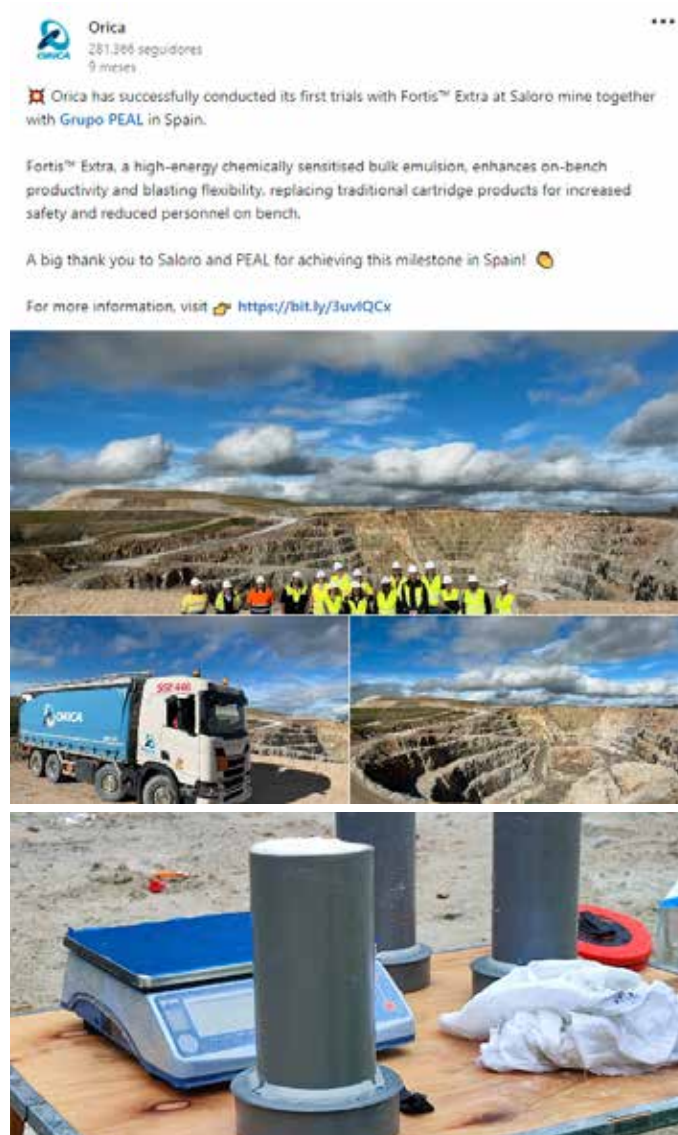 Orica
281.366 seguidores
9 meses
Orica has successfully conducted its first trials with Fortis™ Extra at Saloro mine together
with Grupo PEAL in Spain.
Fortis™ Extra, a high-energy chemically sensitised bulk emulsion, enhances on-bench
productivity and blasting flexibility, replacing traditional cartridge products for increased
safety and reduced personnel on bench.
A big thank you to Saloro and PEAL for achieving this milestone in Spain!
For more information, visit https://bit.ly/3uvlQCx
ORICA
ORICA